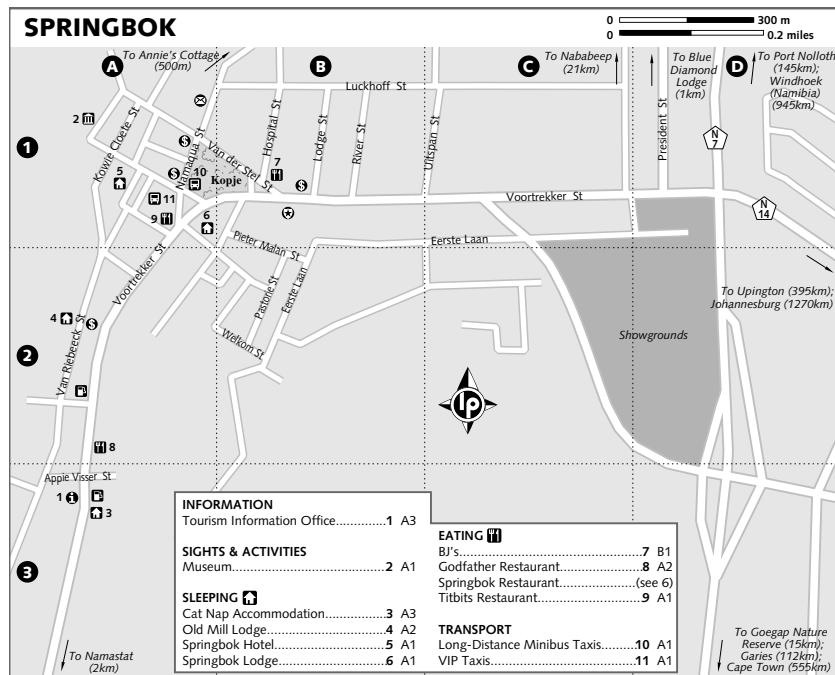 SPRINGBOK
0 300 m
0 0.2 miles
To Annie's Cottage
(500m)
To Nababeep
(21km)
To Blue
Diamond
Lodge
(1km)
To Port Nolloth
(145km);
Windhoek
(Namibia)
(945km)
A
B
C
D
1
2
3
Luckhoff St
Kowie Cloete St
Namaqua St
Van der Stel St
Hospital St
Lodge St
River St
Uitspan St
President St
N
7
N
14
2
5
10
11
9
6
7
Kopje
Voortrekker St
Eerste Laan
Pieter Malan St
Pastorie St
Eerste Laan
Welkom St
Voortrekker St
Van Riebeeck St
4
8
Appie Visser St
1
3
To Upington (395km);
Johannesburg (1270km)
Showgrounds
lp
To Namastat
(2km)
To Goegap Nature
Reserve (15km);
Garies (112km);
Cape Town (555km)
INFORMATION
Tourism Information Office..............1 A3
SIGHTS & ACTIVITIES
Museum...........................................2 A1
SLEEPING
Cat Nap Accommodation.................3 A3
Old Mill Lodge.................................4 A2
Springbok Hotel...............................5 A1
Springbok Lodge..............................6 A1
EATING
BJ's...................................................7 B1
Godfather Restaurant.......................8 A2
Springbok Restaurant.................(see 6)
Titbits Restaurant.............................9 A1
TRANSPORT
Long-Distance Minibus Taxis...........10 A1
VIP Taxis........................................11 A1